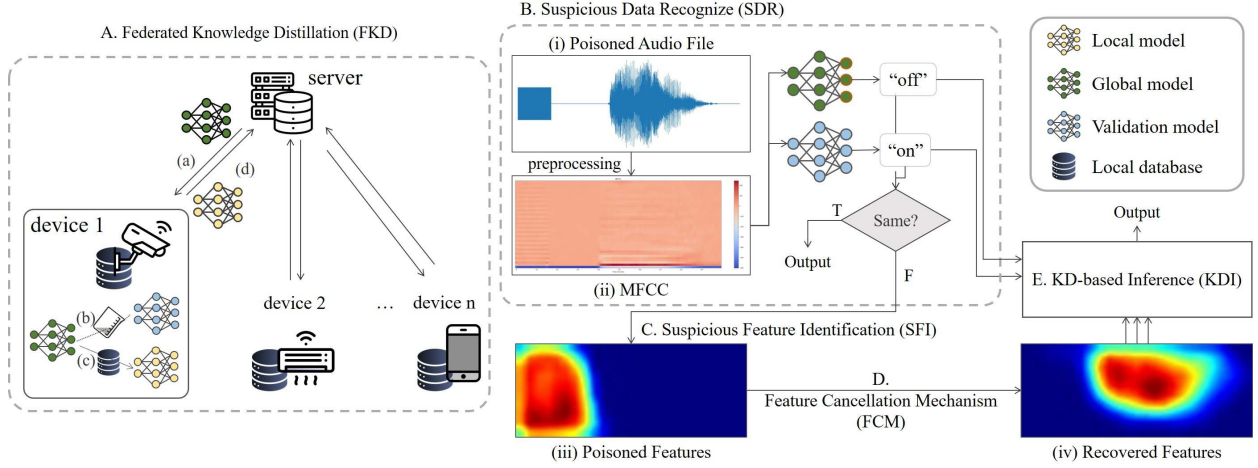 A. Federated Knowledge Distillation (FKD)
server
(a)
(d)
device 1
(b)
(c)
device 2
...
device n
B. Suspicious Data Recognize (SDR)
(i) Poisoned Audio File
preprocessing
(ii) MFCC
“off”
“on”
Same?
T
Output
F
C. Suspicious Feature Identification (SFI)
(iii) Poisoned Features
D.
Feature Cancellation Mechanism
(FCM)
(iv) Recovered Features
E. KD-based Inference (KDI)
Output
Local model
Global model
Validation model
Local database